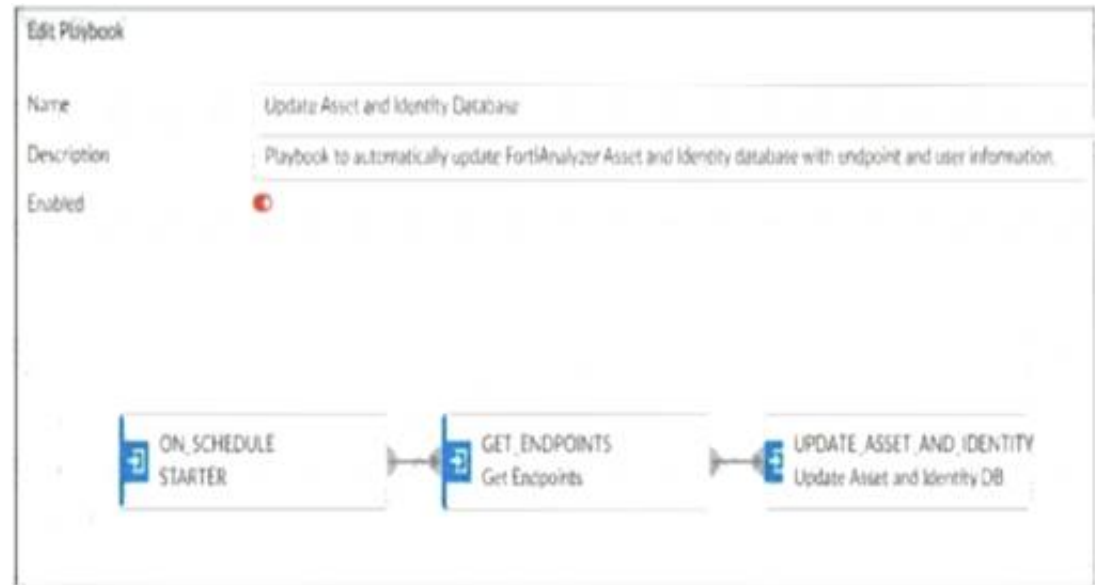 Edit Playbook
Name Update Asset and Identity Database
Description Playbook to automatically update FortiAnalyzer Asset and Identity database with endpoint and user information.
Enabled
ON_SCHEDULE
STARTER
GET_ENDPOINTS
Get Endpoints
UPDATE_ASSET_AND_IDENTITY
Update Asset and Identity DB